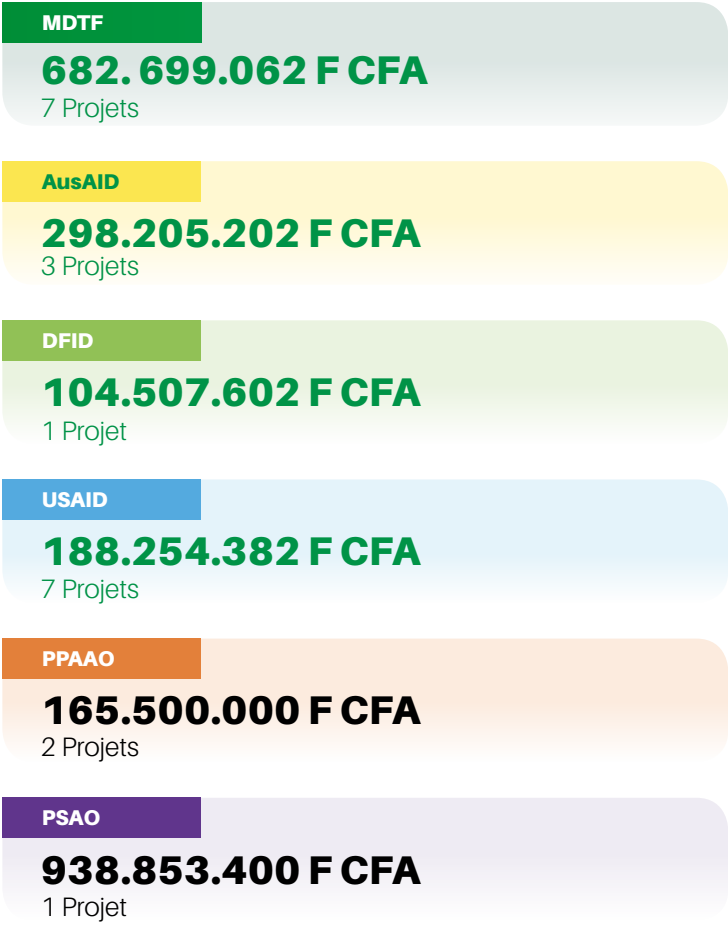 MDTF
682. 699.062 F CFA
7 Projets
AusAID
298.205.202 F CFA
3 Projets
DFID
104.507.602 F CFA
1 Projet
USAID
188.254.382 F CFA
7 Projets
PPAAO
165.500.000 F CFA
2 Projets
PSAO
938.853.400 F CFA
1 Projet